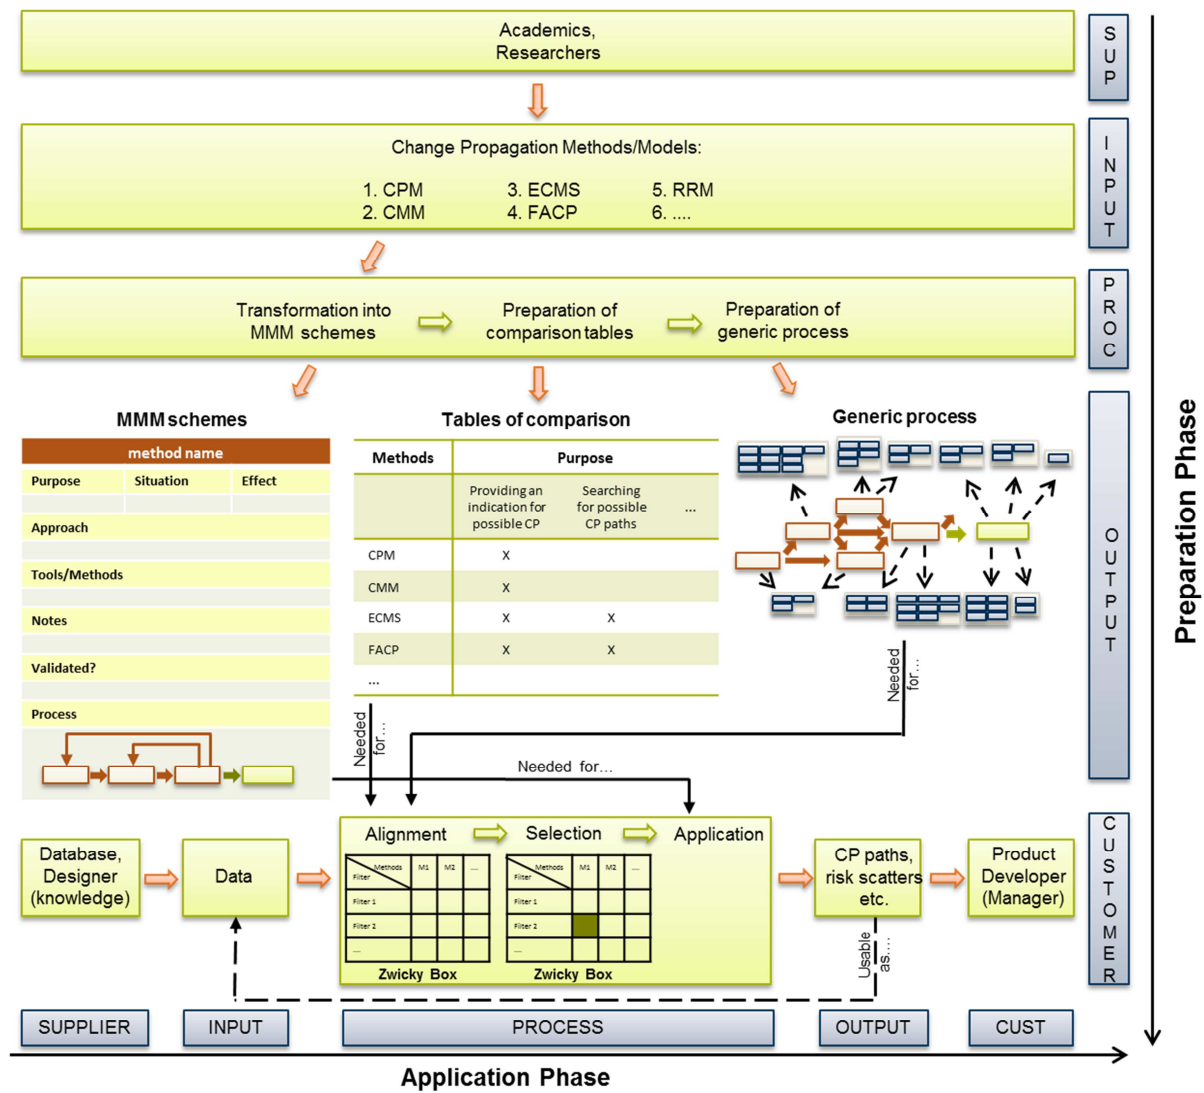 Academics,
Researchers
SUP
Change Propagation Methods/Models:
1. CPM 3. ECMS 5. RRM
2. CMM 4. FACP 6. ....
INPUT
Transformation into
MMM schemes
Preparation of
comparison tables
Preparation of
generic process
PROC
MMM schemes
method name
Purpose Situation Effect
Approach
Tools/Methods
Notes
Validated?
Process
Tables of comparison
Methods Purpose
Providing an
indication for
possible CP
Searching
for possible
CP paths
...
CPM X
CMM X
ECMS X X
FACP X X
...
Generic process
OUTPUT
Preparation Phase
Needed
for...
Needed
for...
Needed for...
Database,
Designer
(knowledge)
Data
Alignment
Selection
Application
Methods M1 M2 ....
Filter
Filter 1
Filter 2
....
Zwicky Box
Methods M1 M2 ....
Filter
Filter 1
Filter 2
....
Zwicky Box
CP paths,
risk scatters
etc.
Product
Developer
(Manager)
CUSTOMER
Usable
as....
SUPPLIER
INPUT
PROCESS
OUTPUT
CUST
Application Phase